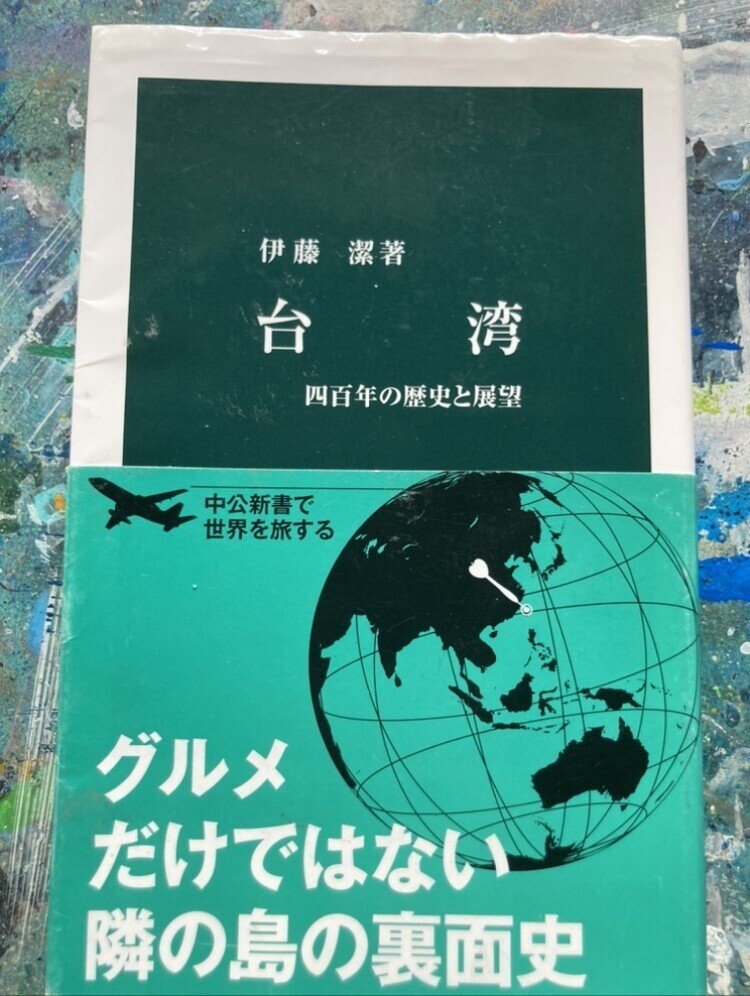 伊藤 潔著
台湾
四百年の歴史と展望
中公新書で
世界を旅する
グルメ
だけではない
隣の島の裏面史